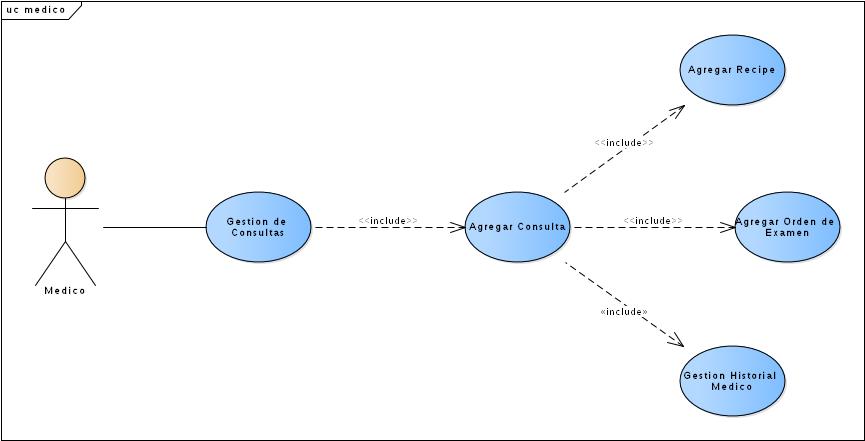 uc medico
Agregar Recipe
<<include>>
Gestion de
Consultas
<<include>>
Agregar Consulta
<<include>>
Agregar Orden de
Examen
Medico
«include»
Gestion Historial
Medico